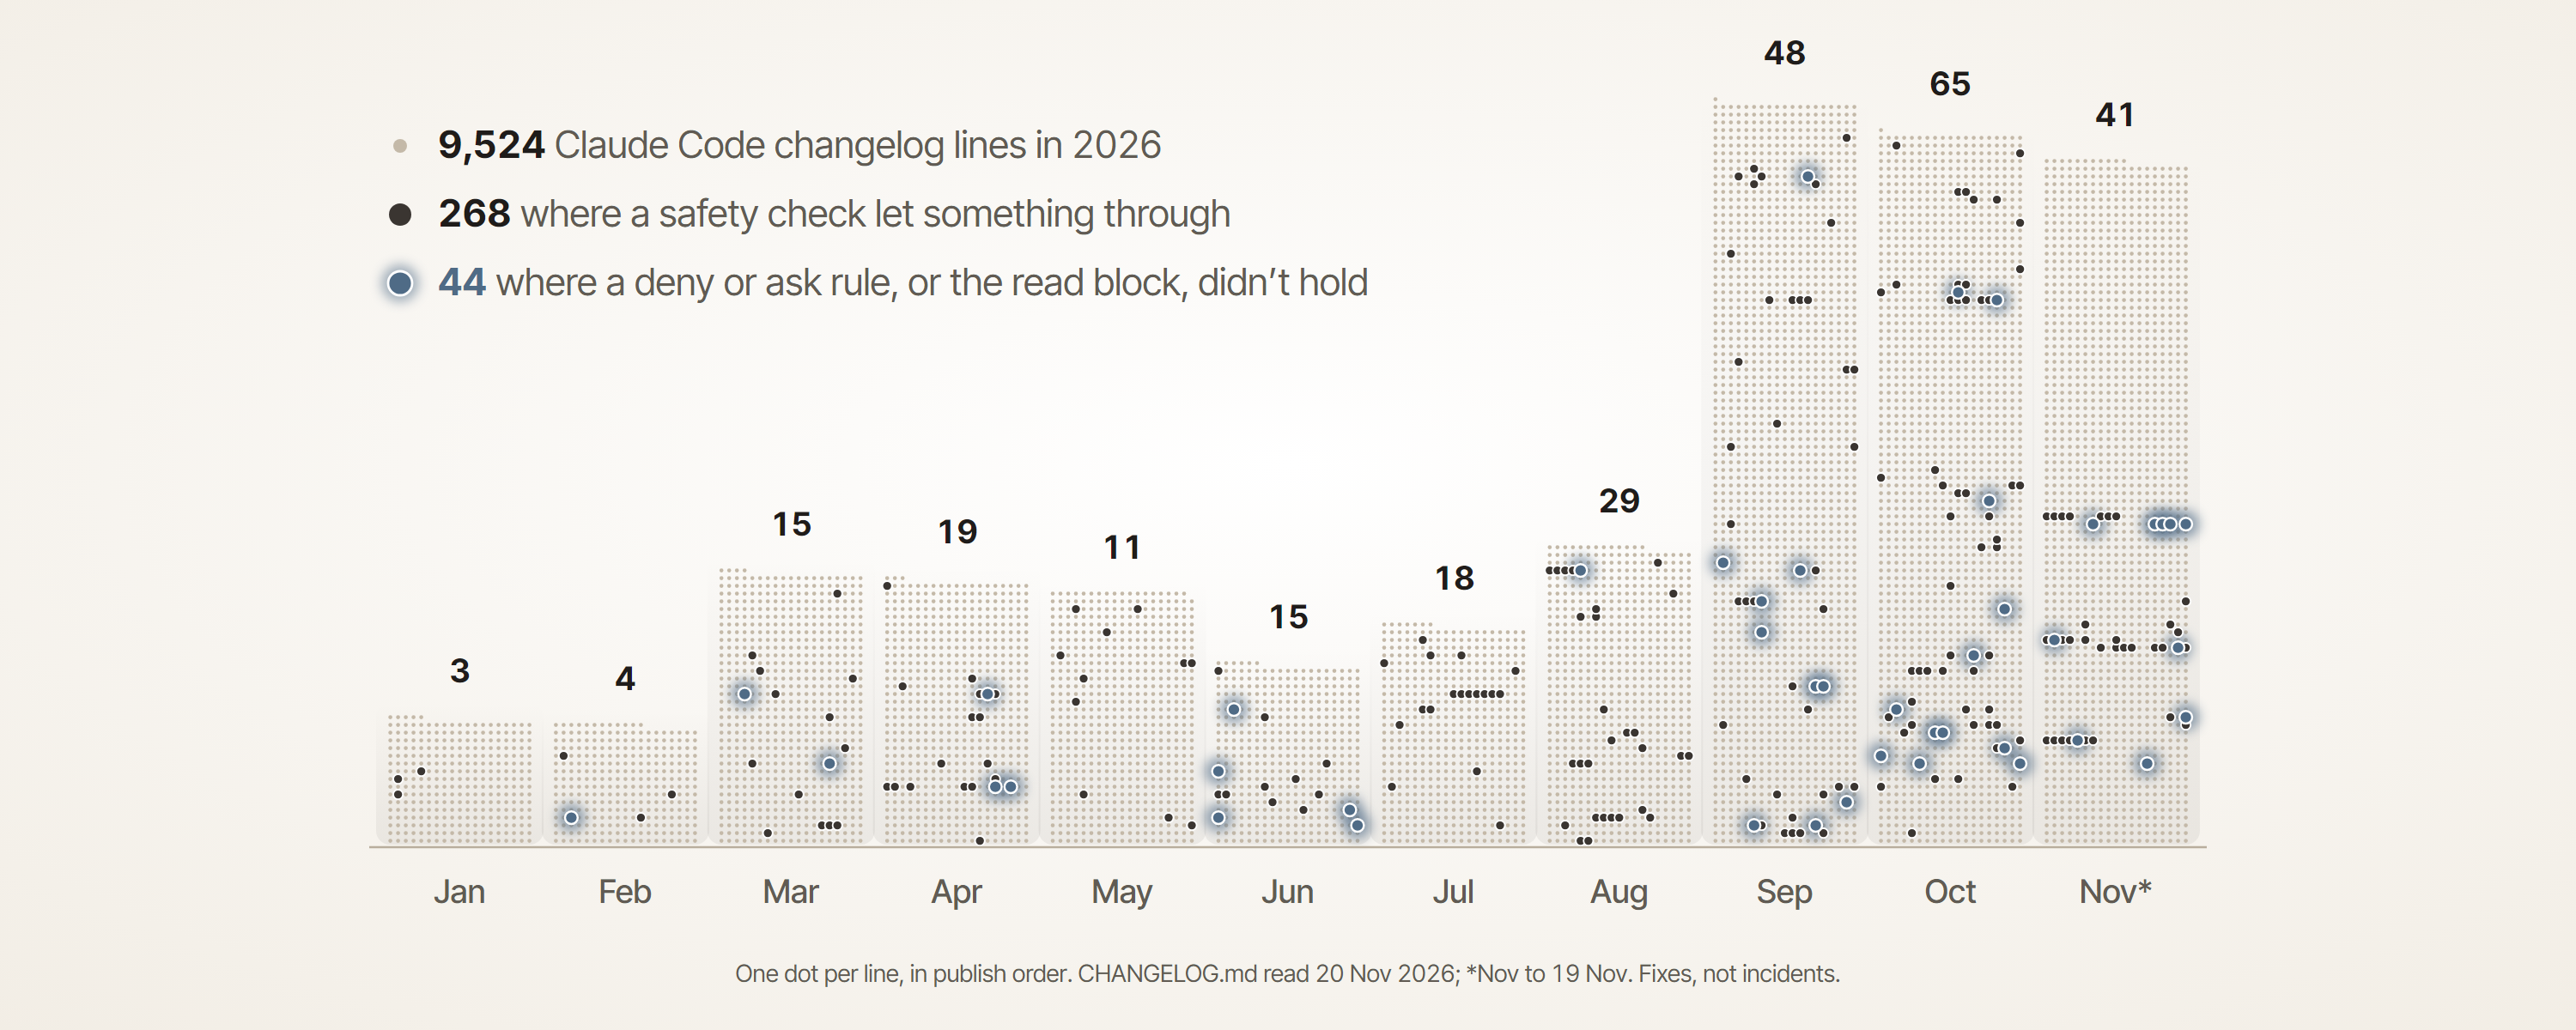 9,524 Claude Code changelog lines in 2026
268 where a safety check let something through
44 where a deny or ask rule, or the read block, didn’t hold
3
4
15
19
11
15
18
29
48
65
41
Jan
Feb
Mar
Apr
May
Jun
Jul
Aug
Sep
Oct
Nov*
One dot per line, in publish order. CHANGELOG.md read 20 Nov 2026; *Nov to 19 Nov. Fixes, not incidents.